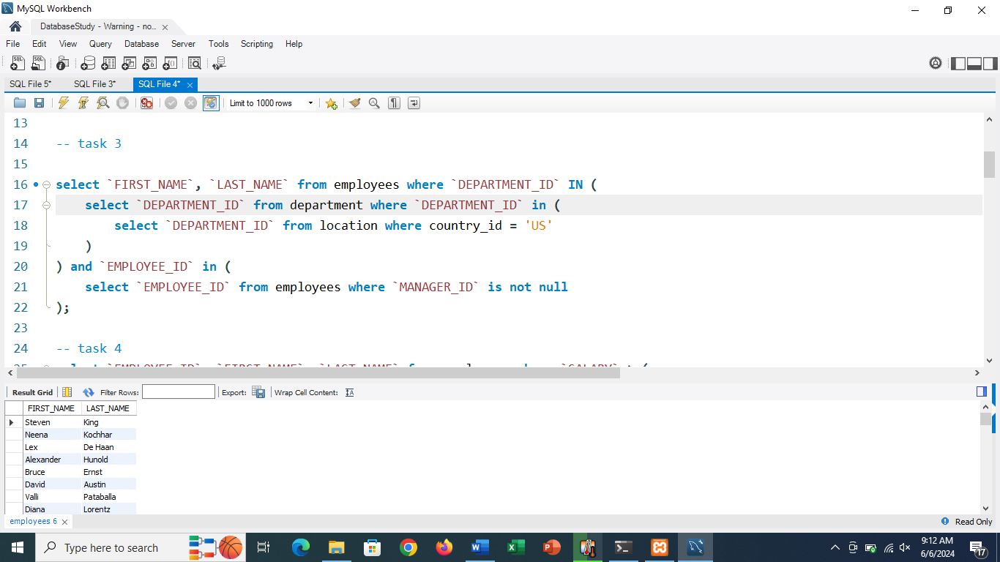 MySQL Workbench
DatabaseStudy - Warning - no...
File Edit View Query Database Server Tools Scripting Help
SQL File 5* SQL File 3* SQL File 4*
Limit to 1000 rows
13
14 -- task 3
15
16 select `FIRST_NAME`, `LAST_NAME` from employees where `DEPARTMENT_ID` IN (
17 select `DEPARTMENT_ID` from department where `DEPARTMENT_ID` in (
18 select `DEPARTMENT_ID` from location where country_id = 'US'
19 )
20 ) and `EMPLOYEE_ID` in (
21 select `EMPLOYEE_ID` from employees where `MANAGER_ID` is not null
22 );
23
24 -- task 4
Result Grid Filter Rows: Export: Wrap Cell Content:
FIRST_NAME LAST_NAME
Steven King
Neena Kochhar
Lex De Haan
Alexander Hunold
Bruce Ernst
David Austin
Valli Pataballa
Diana Lorentz
employees 6 Read Only
Type here to search
9:12 AM
6/6/2024
17